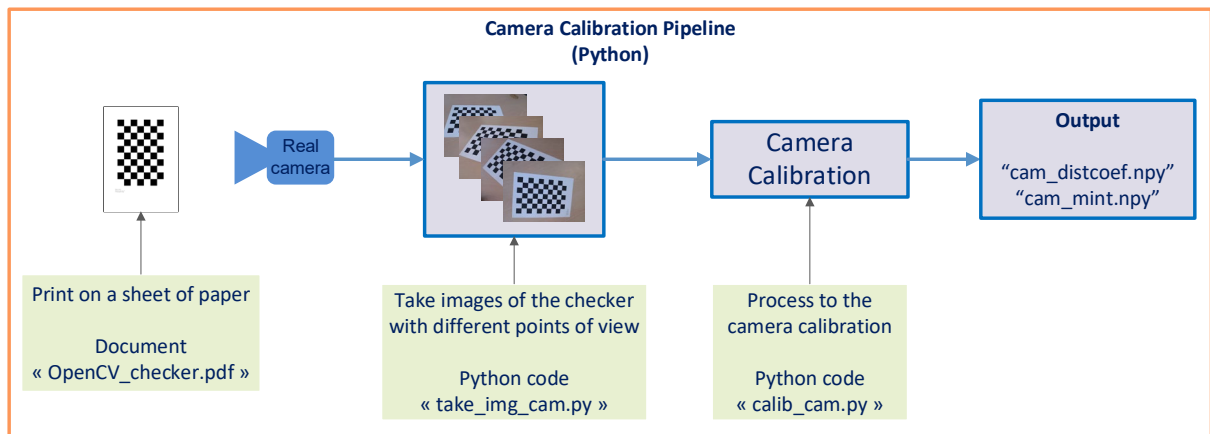 Camera Calibration Pipeline
(Python)
Real
camera
Camera
Calibration
Output
“cam_distcoef.npy”
“cam_mint.npy”
Print on a sheet of paper
Document
« OpenCV_checker.pdf »
Take images of the checker
with different points of view
Python code
« take_img_cam.py »
Process to the
camera calibration
Python code
« calib_cam.py »